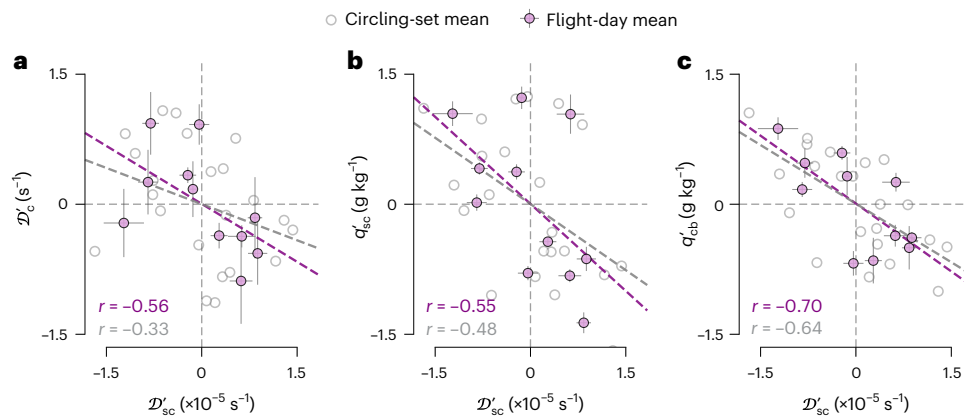 Circling-set mean Flight-day mean
a
1.5
0
−1.5
𝒟′c (s⁻¹)
r = −0.56
r = −0.33
−1.5 0 1.5
𝒟′sc (×10⁻⁵ s⁻¹)
b
1.5
0
−1.5
q′sc (g kg⁻¹)
r = −0.55
r = −0.48
−1.5 0 1.5
𝒟′sc (×10⁻⁵ s⁻¹)
c
1.5
0
−1.5
q′cb (g kg⁻¹)
r = −0.70
r = −0.64
−1.5 0 1.5
𝒟′sc (×10⁻⁵ s⁻¹)